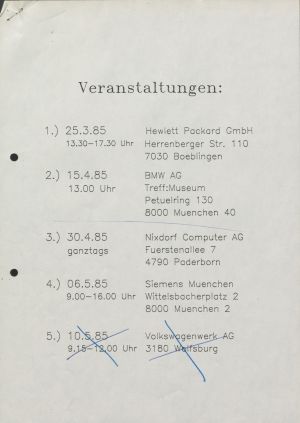 Veranstaltungen:
1.) 25.3.85 Hewlett Packard GmbH
13.30-17.30 Uhr Herrenberger Str. 110
7030 Boeblingen
2.) 15.4.85 BMW AG
13.00 Uhr Treff:Museum
Petuelring 130
8000 Muenchen 40
3.) 30.4.85 Nixdorf Computer AG
ganztags Fuerstenallee 7
4790 Paderborn
4.) 06.5.85 Siemens Muenchen
9.00-16.00 Uhr Wittelsbacherplatz 2
8000 Muenchen 2
5.) 10.5.85 Volkswagenwerk AG
9.15-12.00 Uhr 3180 Wolfsburg